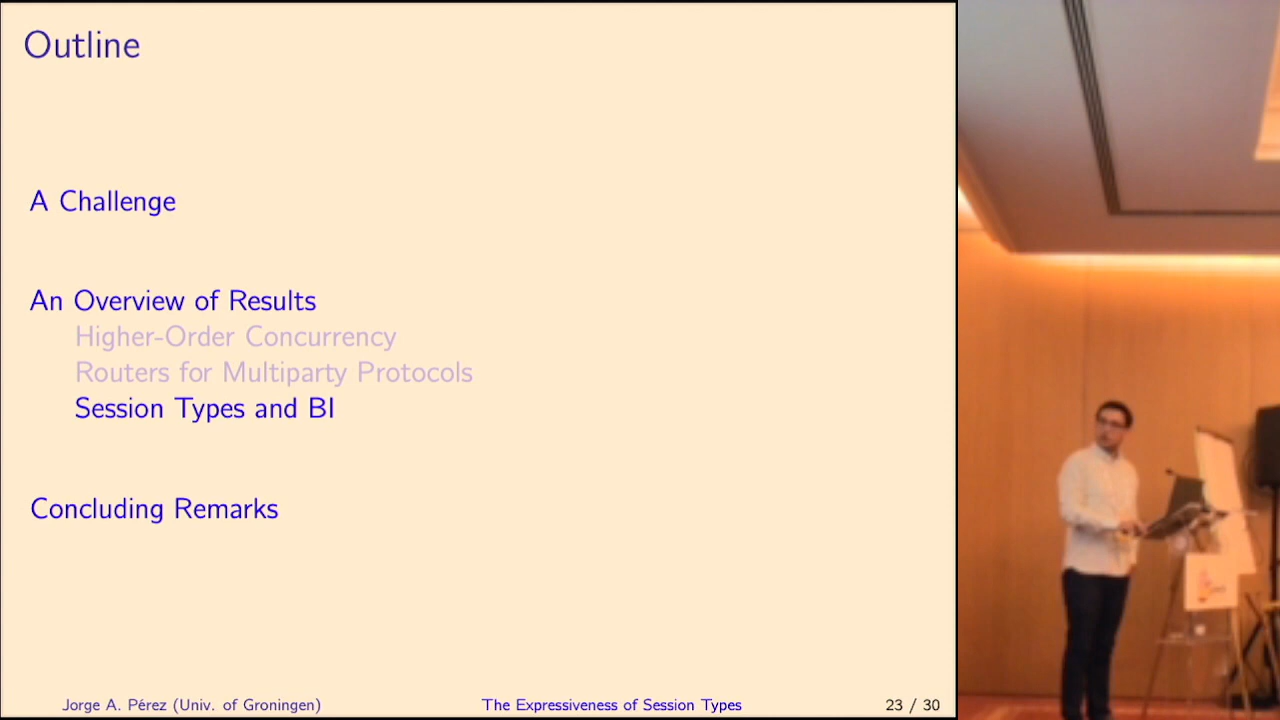 Outline
A Challenge
An Overview of Results
Higher-Order Concurrency
Routers for Multiparty Protocols
Session Types and BI
Concluding Remarks
Jorge A. Pérez (Univ. of Groningen) The Expressiveness of Session Types 23 / 30